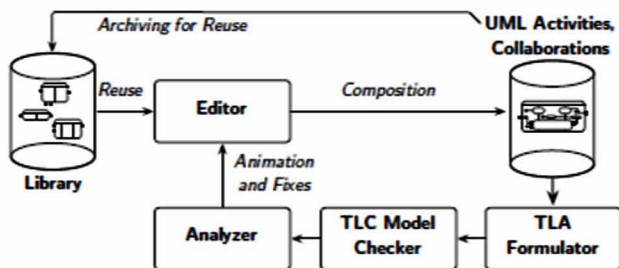 Archiving for Reuse
UML Activities,
Collaborations
Reuse
Editor
Composition
Library
Animation
and Fixes
Analyzer
TLC Model
Checker
TLA
Formulator